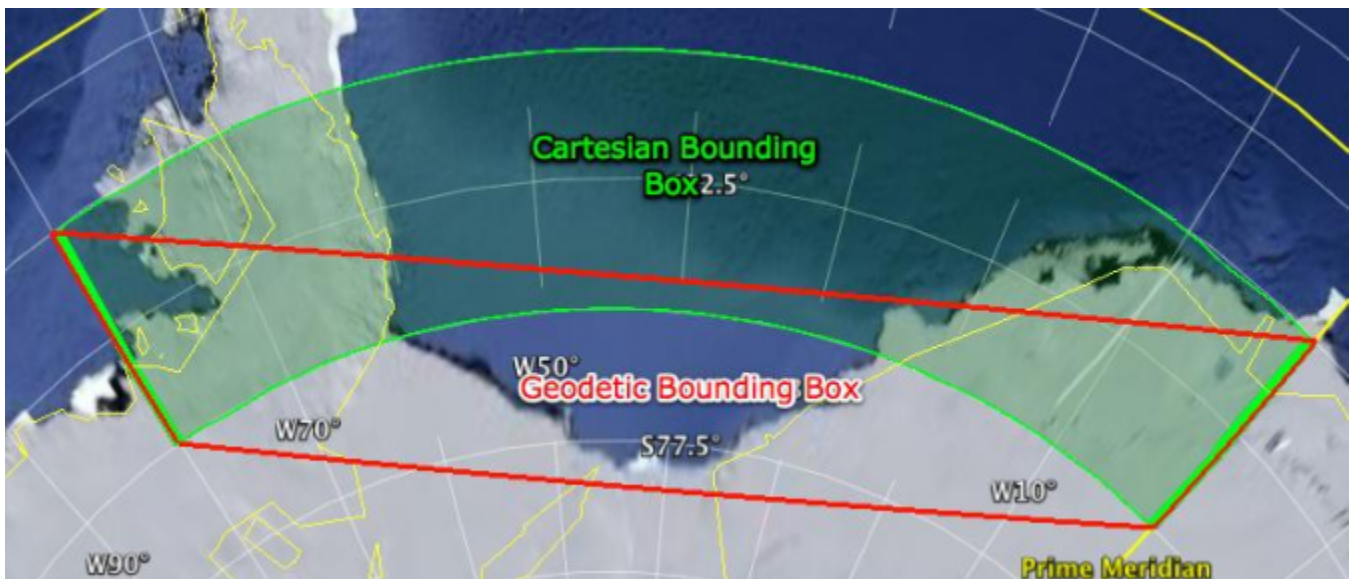 Cartesian Bounding
Box 2.5°
W50°
Geodetic Bounding Box
W70°
S77.5°
W10°
W90°
Prime Meridian